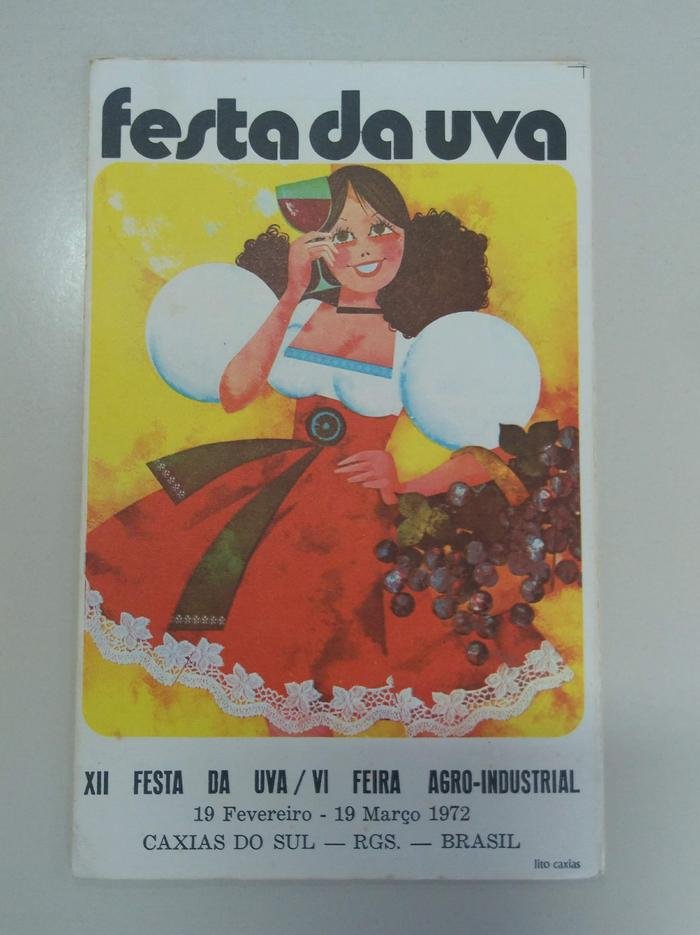 festa da uva
XII FESTA DA UVA / VI FEIRA AGRO-INDUSTRIAL
19 Fevereiro - 19 Março 1972
CAXIAS DO SUL — RGS. — BRASIL
lito caxias